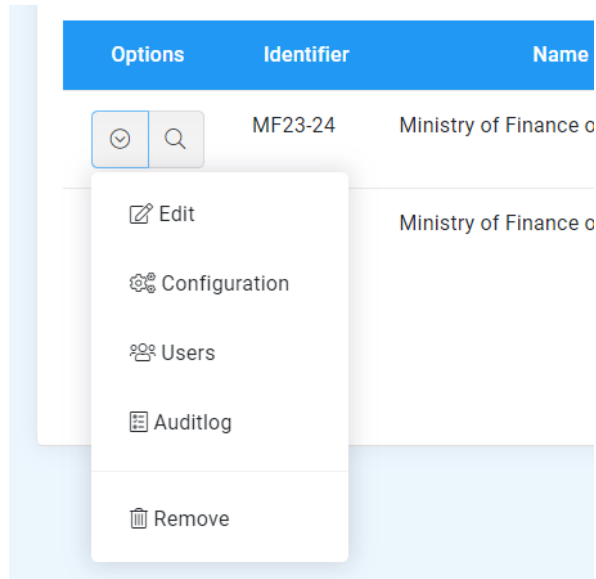 Options Identifier Name
MF23-24 Ministry of Finance o
Edit
Ministry of Finance o
Configuration
Users
Auditlog
Remove